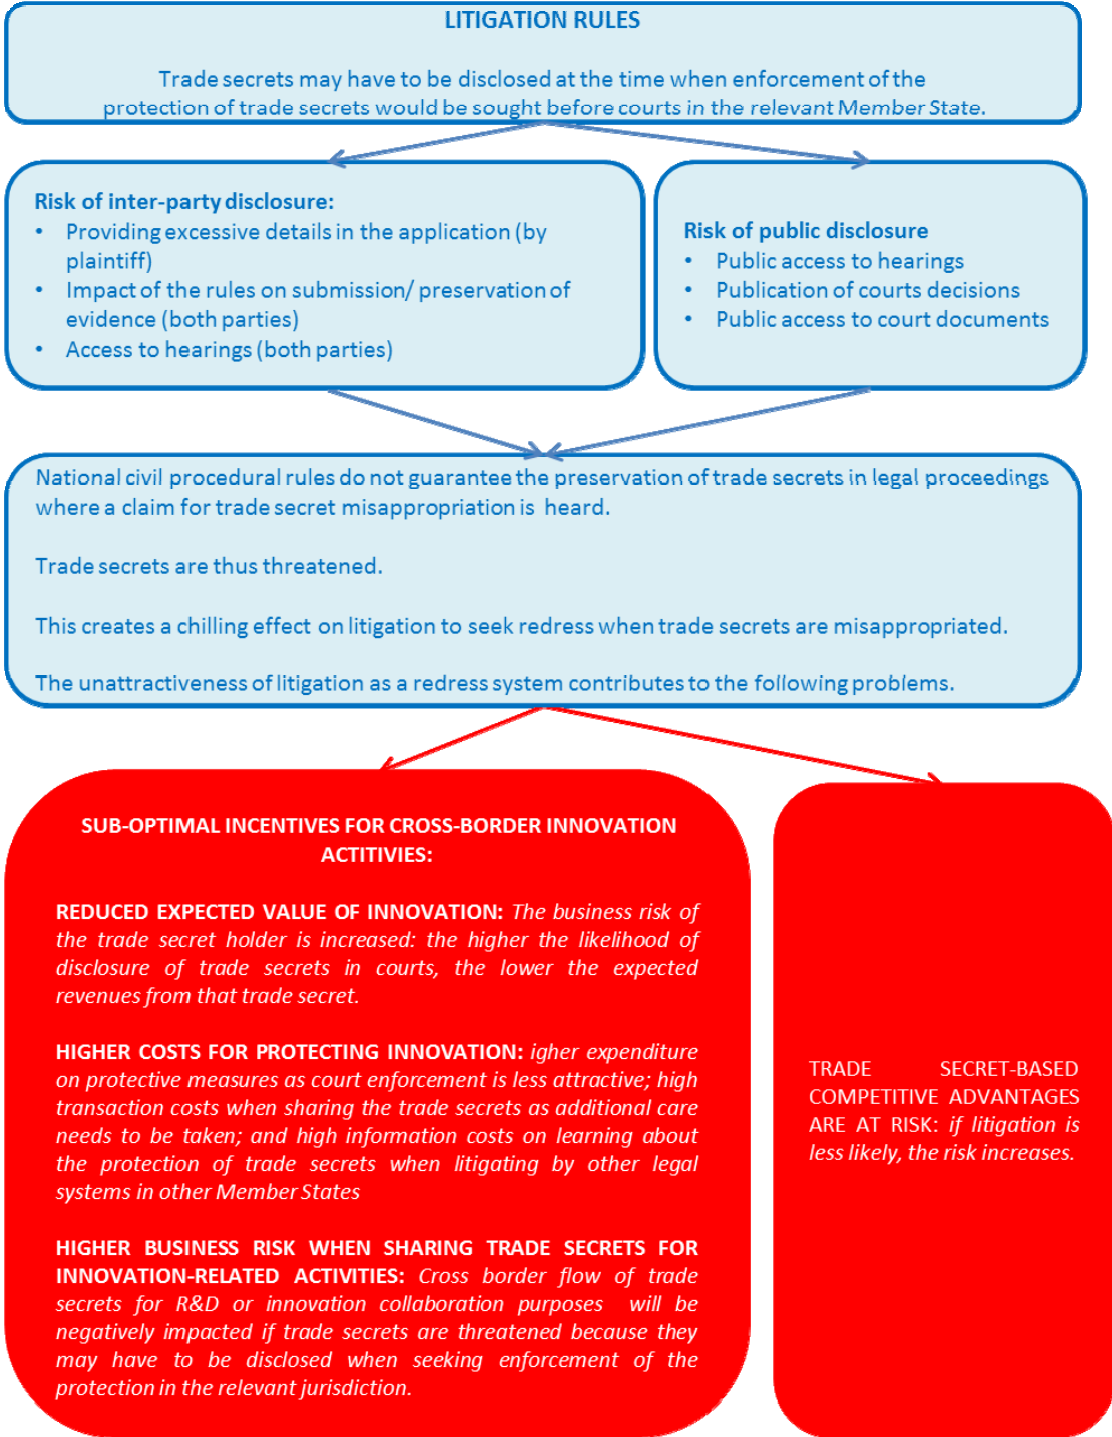 LITIGATION RULES
Trade secrets may have to be disclosed at the time when enforcement of the
protection of trade secrets would be sought before courts in the relevant Member State.
Risk of inter-party disclosure:
• Providing excessive details in the application (by
plaintiff)
• Impact of the rules on submission/ preservation of
evidence (both parties)
• Access to hearings (both parties)
Risk of public disclosure
• Public access to hearings
• Publication of courts decisions
• Public access to court documents
National civil procedural rules do not guarantee the preservation of trade secrets in legal proceedings
where a claim for trade secret misappropriation is heard.
Trade secrets are thus threatened.
This creates a chilling effect on litigation to seek redress when trade secrets are misappropriated.
The unattractiveness of litigation as a redress system contributes to the following problems.
SUB-OPTIMAL INCENTIVES FOR CROSS-BORDER INNOVATION
ACTITIVIES:
REDUCED EXPECTED VALUE OF INNOVATION: The business risk of
the trade secret holder is increased: the higher the likelihood of
disclosure of trade secrets in courts, the lower the expected
revenues from that trade secret.
HIGHER COSTS FOR PROTECTING INNOVATION: igher expenditure
on protective measures as court enforcement is less attractive; high
transaction costs when sharing the trade secrets as additional care
needs to be taken; and high information costs on learning about
the protection of trade secrets when litigating by other legal
systems in other Member States
HIGHER BUSINESS RISK WHEN SHARING TRADE SECRETS FOR
INNOVATION-RELATED ACTIVITIES: Cross border flow of trade
secrets for R&D or innovation collaboration purposes will be
negatively impacted if trade secrets are threatened because they
may have to be disclosed when seeking enforcement of the
protection in the relevant jurisdiction.
TRADE SECRET-BASED
COMPETITIVE ADVANTAGES
ARE AT RISK: if litigation is
less likely, the risk increases.